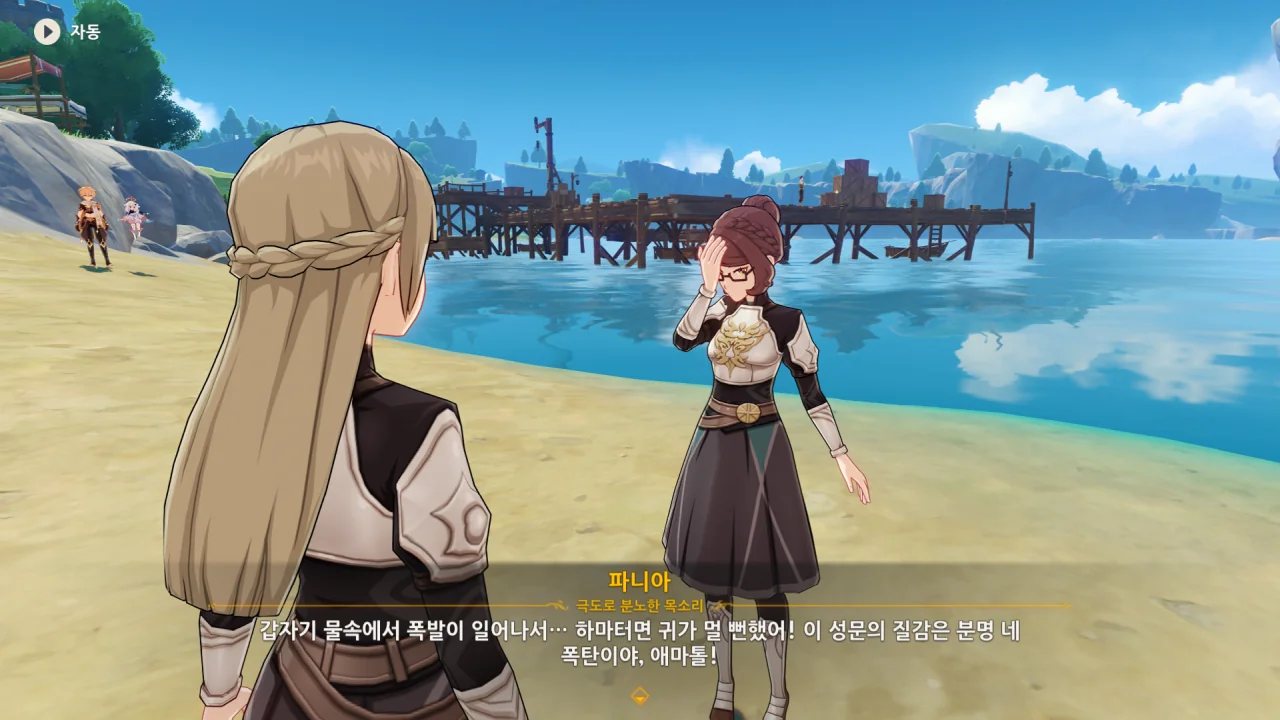 자동
파니아
극도로 분노한 목소리
갑자기 물속에서 폭발이 일어나서… 하마터면 귀가 멀 뻔했어! 이 성문의 질감은 분명 네
폭탄이야, 애마톨!